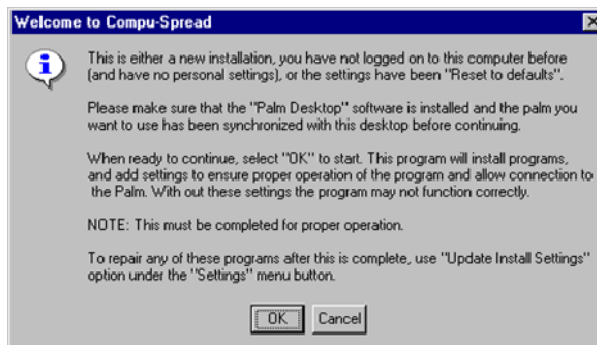 Welcome to Compu-Spread
This is either a new installation, you have not logged on to this computer before
(and have no personal settings), or the settings have been "Reset to defaults".
Please make sure that the "Palm Desktop" software is installed and the palm you
want to use has been synchronized with this desktop before continuing.
When ready to continue, select "OK" to start. This program will install programs,
and add settings to ensure proper operation of the program and allow connection to
the Palm. With out these settings the program may not function correctly.
NOTE: This must be completed for proper operation.
To repair any of these programs after this is complete, use "Update Install Settings"
option under the "Settings" menu button.
OK Cancel